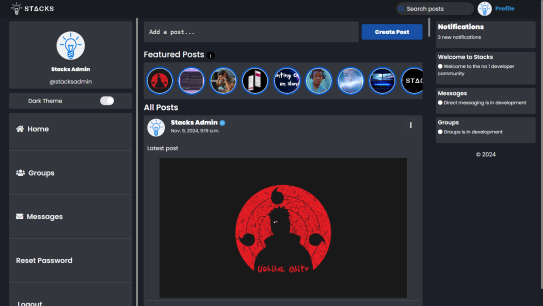 STACKS
Search posts
Profile
Stacks Admin
@stacksadmin
Dark Theme
Home
Groups
Messages
Reset Password
Logout
Add a post...
Create Post
Featured Posts
All Posts
Stacks Admin
Nov. 9, 2024, 9:19 a.m.
Latest post
Uchiha Obito
Notifications
3 new notifications
Welcome to Stacks
Welcome to the no 1 developer
community
Messages
Direct messaging is in development
Groups
Groups is in development
© 2024